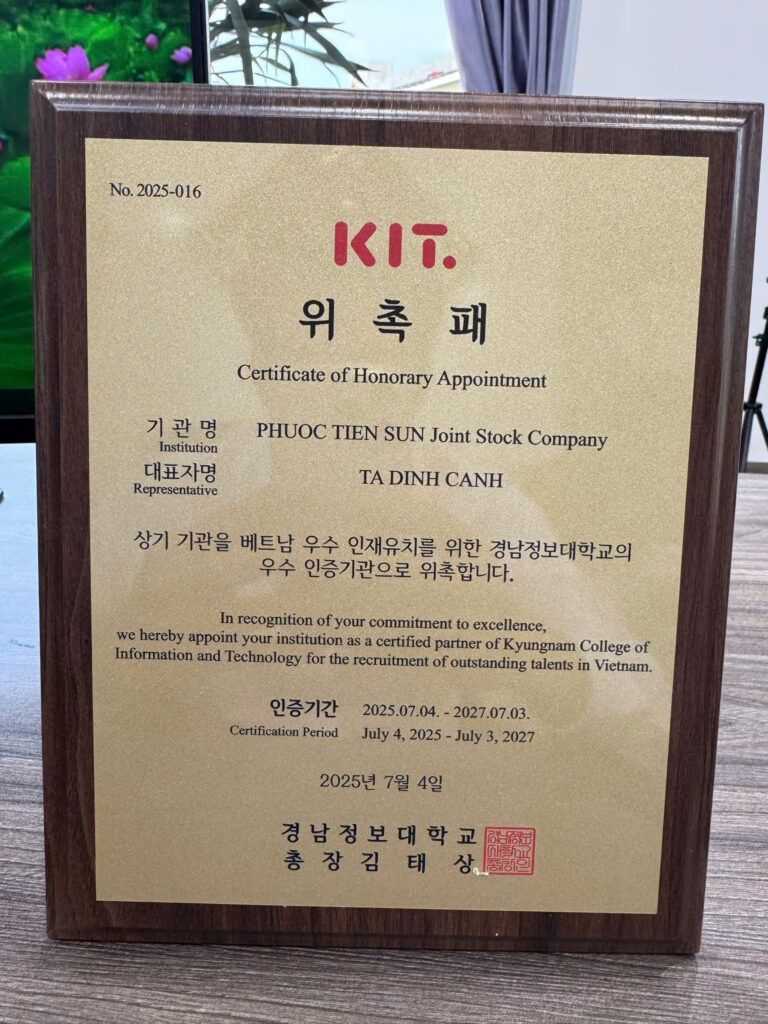 No. 2025-016
KIT.
위촉패
Certificate of Honorary Appointment
기관명 PHUOC TIEN SUN Joint Stock Company
Institution
대표자명 TA DINH CANH
Representative
상기 기관을 베트남 우수 인재유치를 위한 경남정보대학교의
우수 인증기관으로 위촉합니다.
In recognition of your commitment to excellence,
we hereby appoint your institution as a certified partner of Kyungnam College of
Information and Technology for the recruitment of outstanding talents in Vietnam.
인증기간 2025.07.04. - 2027.07.03.
Certification Period July 4, 2025 - July 3, 2027
2025년 7월 4일
경남정보대학교
총장김태상